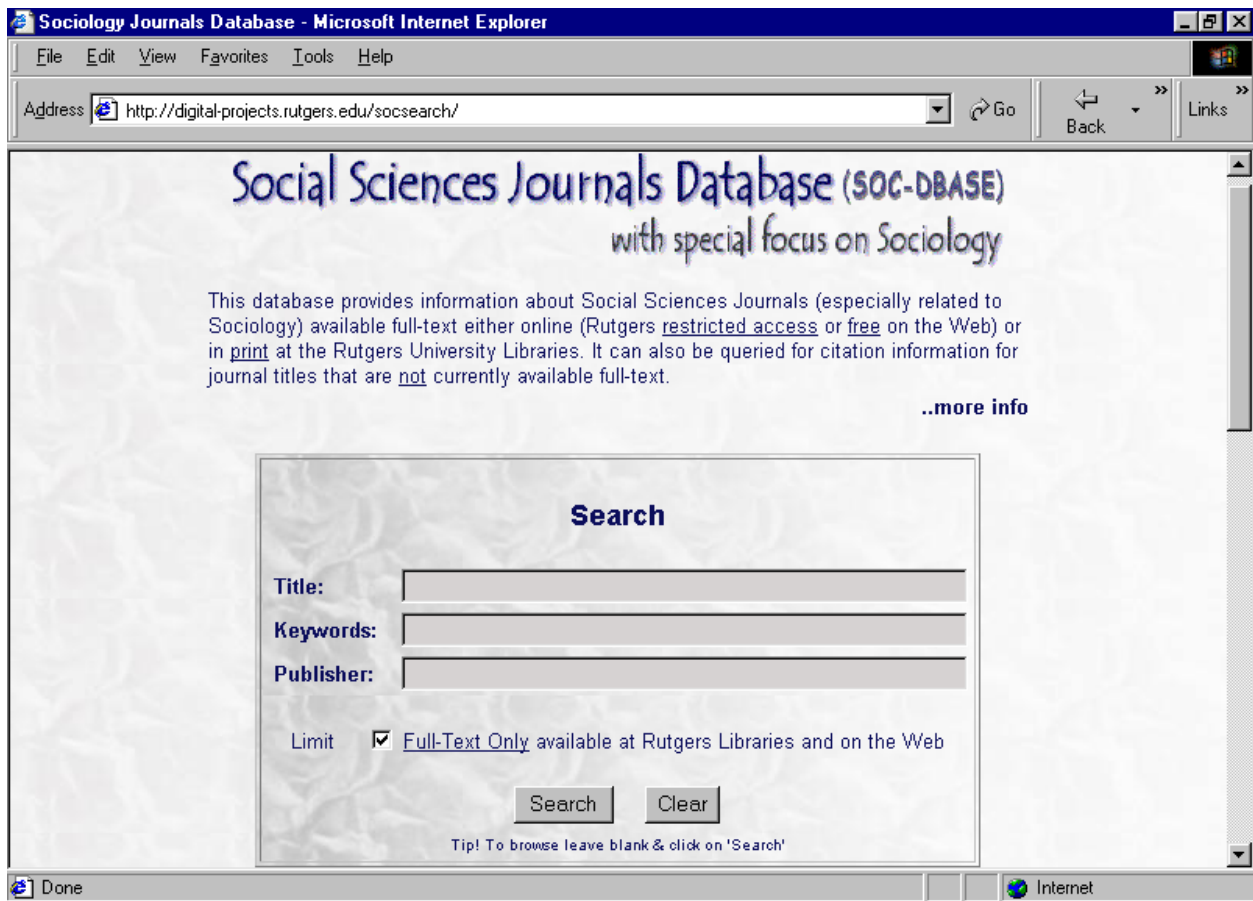 Sociology Journals Database - Microsoft Internet Explorer
File Edit View Favorites Tools Help
Address http://digital-projects.rutgers.edu/socsearch/ Go Back » Links »
Social Sciences Journals Database (SOC-DBASE)
with special focus on Sociology
This database provides information about Social Sciences Journals (especially related to
Sociology) available full-text either online (Rutgers restricted access or free on the Web) or
in print at the Rutgers University Libraries. It can also be queried for citation information for
journal titles that are not currently available full-text.
..more info
Search
Title:
Keywords:
Publisher:
Limit Full-Text Only available at Rutgers Libraries and on the Web
Search Clear
Tip! To browse leave blank & click on 'Search'
Done Internet